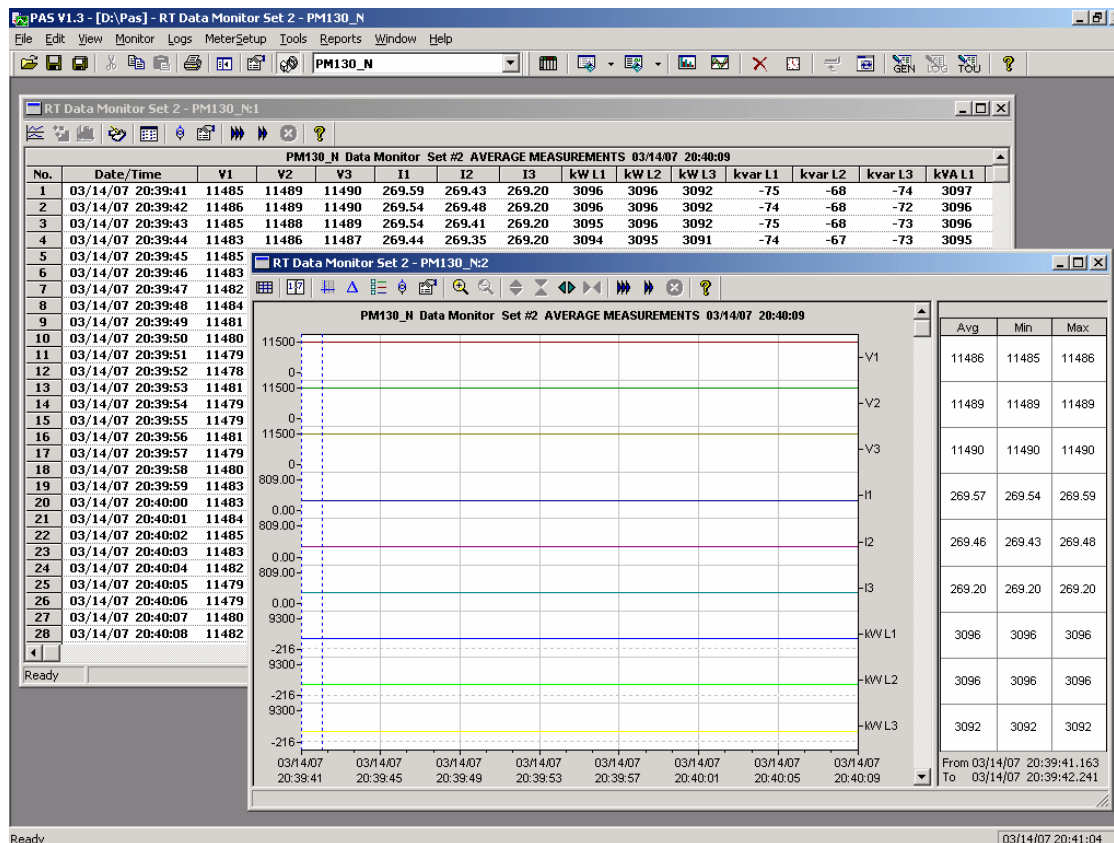 PAS V1.3 - [D:\Pas] - RT Data Monitor Set 2 - PM130_N
File Edit View Monitor Logs MeterSetup Tools Reports Window Help
PM130_N
GEN LOG TOU
RT Data Monitor Set 2 - PM130_N:1
PM130_N Data Monitor Set #2 AVERAGE MEASUREMENTS 03/14/07 20:40:09
No. Date/Time V1 V2 V3 I1 I2 I3 kW L1 kW L2 kW L3 kvar L1 kvar L2 kvar L3 kVA L1
1 03/14/07 20:39:41 11485 11489 11490 269.59 269.43 269.20 3096 3096 3092 -75 -68 -74 3097
2 03/14/07 20:39:42 11486 11489 11490 269.54 269.48 269.20 3096 3096 3092 -74 -68 -72 3096
3 03/14/07 20:39:43 11485 11488 11489 269.54 269.41 269.20 3095 3096 3092 -75 -68 -73 3096
4 03/14/07 20:39:44 11483 11486 11487 269.44 269.35 269.20 3094 3095 3091 -74 -67 -73 3095
5 03/14/07 20:39:45 11485
6 03/14/07 20:39:46 11483
7 03/14/07 20:39:47 11482
8 03/14/07 20:39:48 11484
9 03/14/07 20:39:49 11481
10 03/14/07 20:39:50 11480
11 03/14/07 20:39:51 11479
12 03/14/07 20:39:52 11478
13 03/14/07 20:39:53 11481
14 03/14/07 20:39:54 11479
15 03/14/07 20:39:55 11479
16 03/14/07 20:39:56 11481
17 03/14/07 20:39:57 11479
18 03/14/07 20:39:58 11480
19 03/14/07 20:39:59 11483
20 03/14/07 20:40:00 11483
21 03/14/07 20:40:01 11484
22 03/14/07 20:40:02 11485
23 03/14/07 20:40:03 11483
24 03/14/07 20:40:04 11482
25 03/14/07 20:40:05 11479
26 03/14/07 20:40:06 11479
27 03/14/07 20:40:07 11480
28 03/14/07 20:40:08 11482
Ready
RT Data Monitor Set 2 - PM130_N:2
PM130_N Data Monitor Set #2 AVERAGE MEASUREMENTS 03/14/07 20:40:09
Avg Min Max
11500 V1 11486 11485 11486
0
11500 V2 11489 11489 11489
0
11500 V3 11490 11490 11490
0
809.00 I1 269.57 269.54 269.59
0.00
809.00 I2 269.46 269.43 269.48
0.00
809.00 I3 269.20 269.20 269.20
0.00
9300 kW L1 3096 3096 3096
-216
9300 kW L2 3096 3096 3096
-216
9300 kW L3 3092 3092 3092
-216
03/14/07 03/14/07 03/14/07 03/14/07 03/14/07 03/14/07 03/14/07 03/14/07
20:39:41 20:39:45 20:39:49 20:39:53 20:39:57 20:40:01 20:40:05 20:40:09
From 03/14/07 20:39:41.163
To 03/14/07 20:39:42.241
Ready
03/14/07 20:41:04